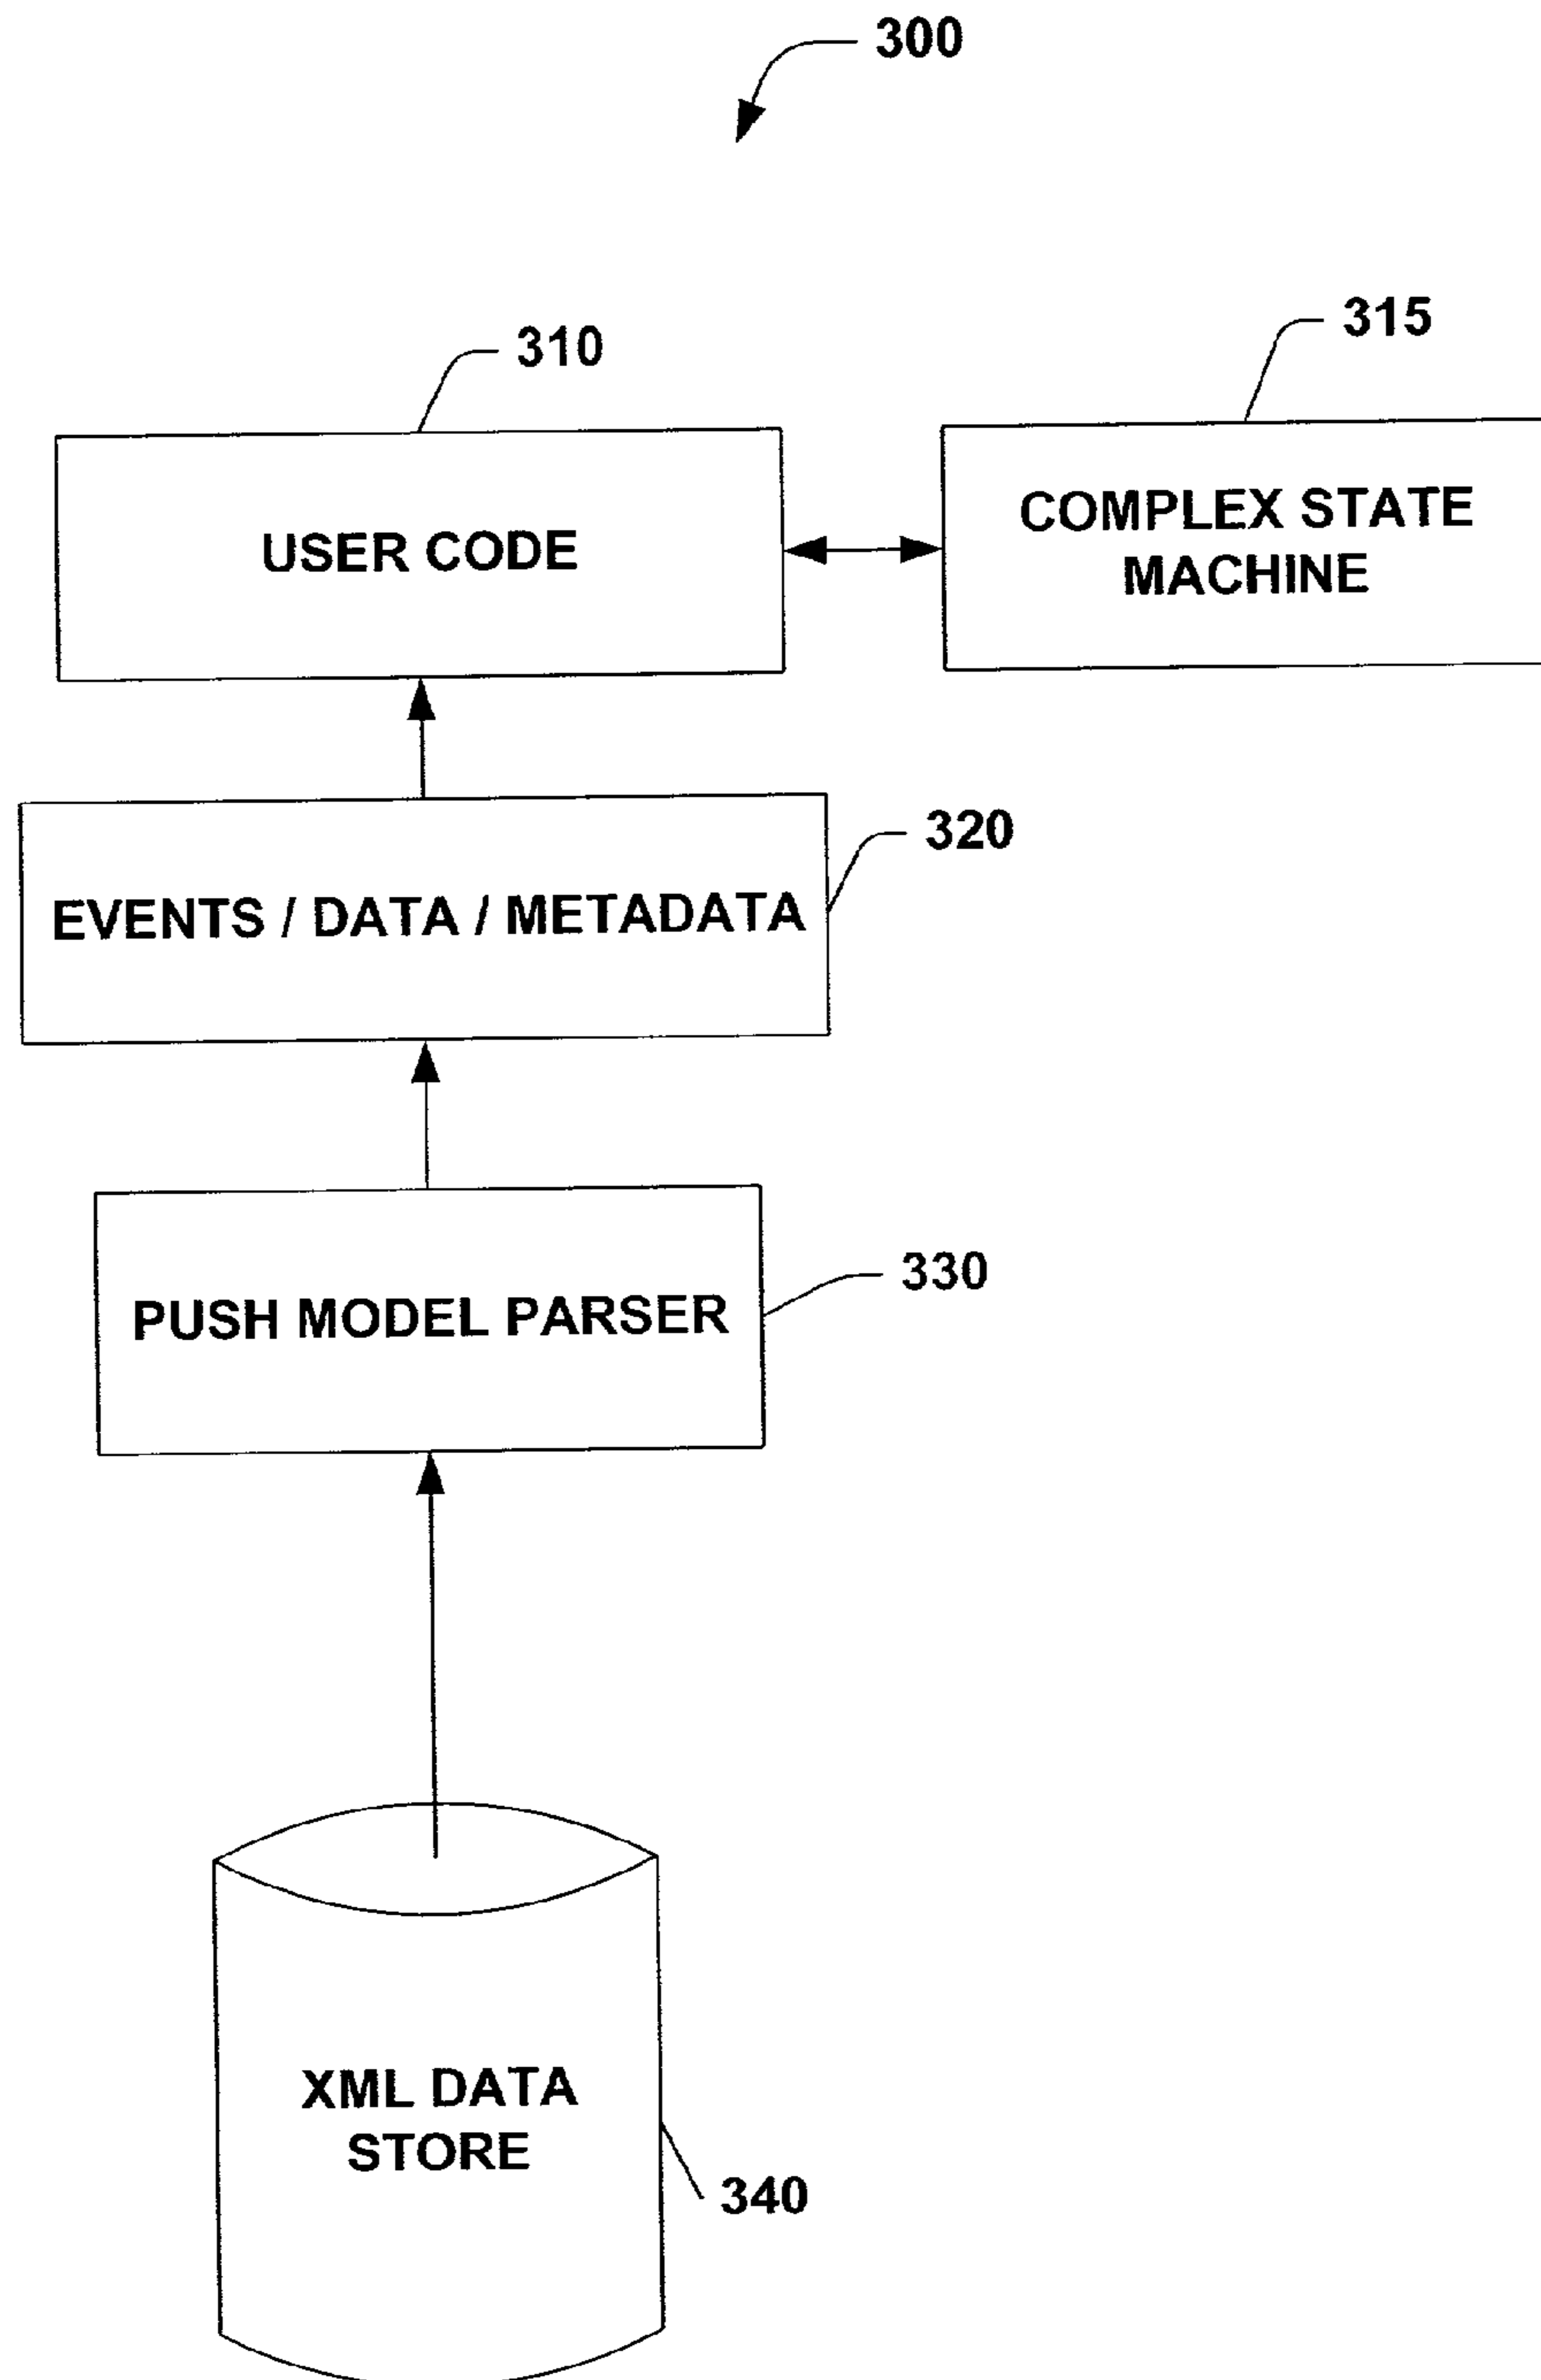 300
310
315
USER CODE
COMPLEX STATE
MACHINE
320
EVENTS / DATA / METADATA
330
PUSH MODEL PARSER
XML DATA
STORE
340